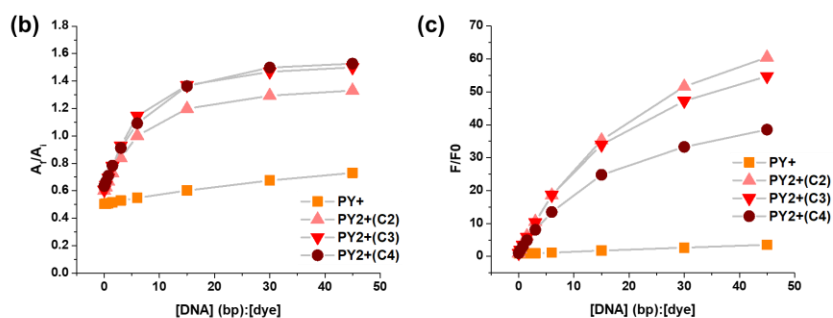 (b)
1.8
1.6
1.4
1.2
1.0
0.8
0.6
0.4
0.2
0.0
A_f/A_i
0 10 20 30 40 50
[DNA] (bp):[dye]
PY+
PY2+(C2)
PY2+(C3)
PY2+(C4)
(c)
70
60
50
40
30
20
10
0
F/F0
0 10 20 30 40 50
[DNA] (bp):[dye]
PY+
PY2+(C2)
PY2+(C3)
PY2+(C4)